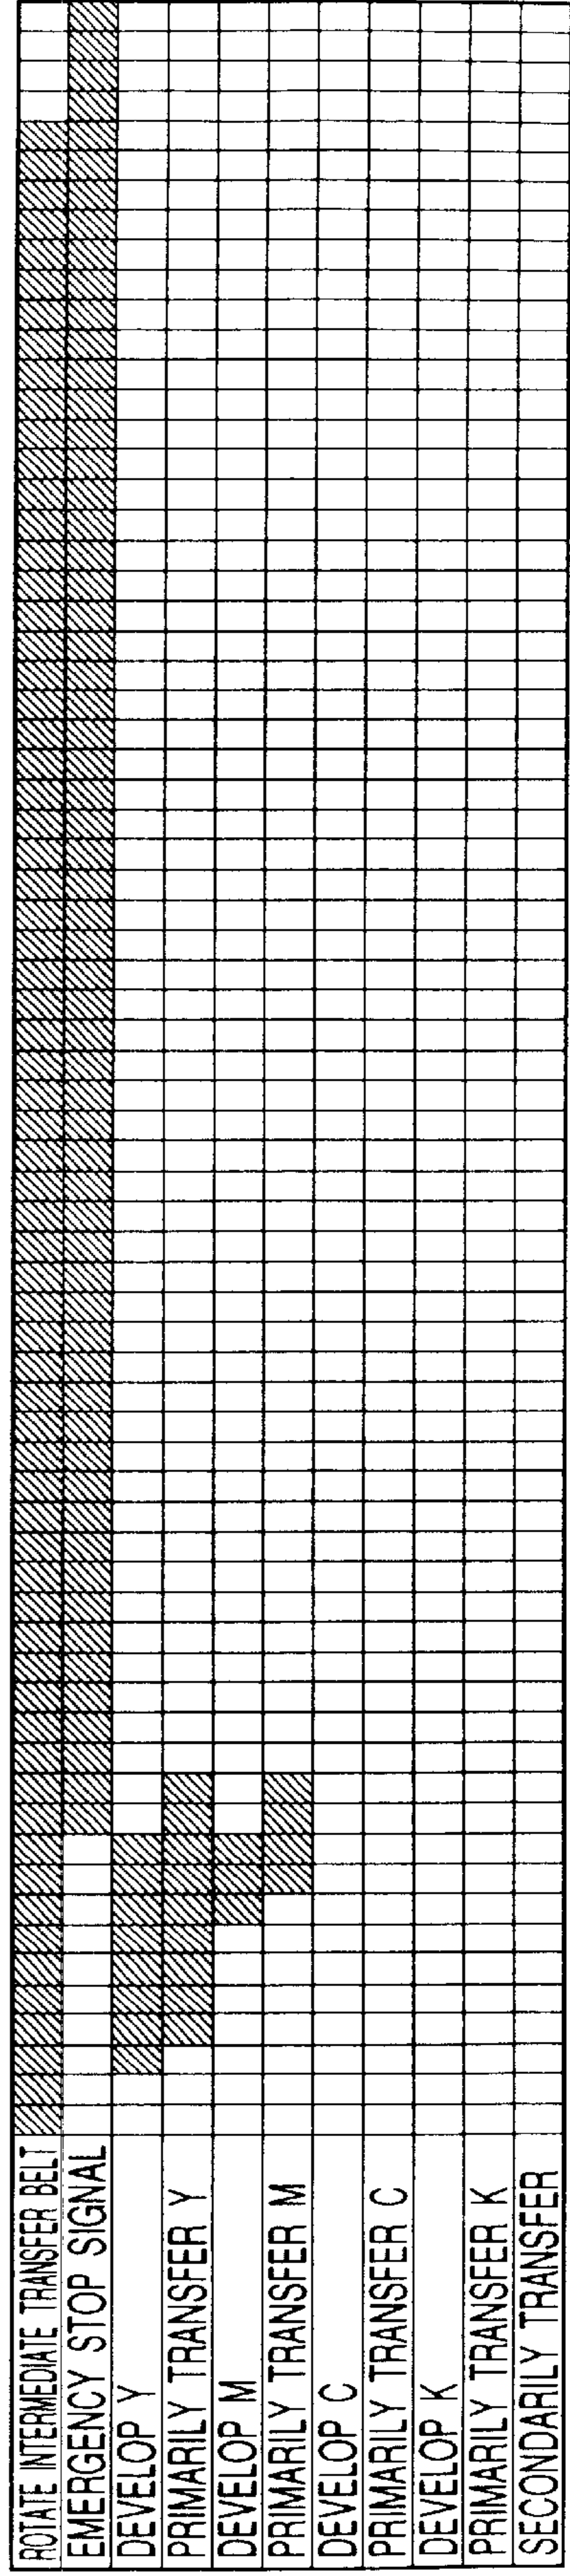 ROTATE INTERMEDIATE TRANSFER BELT
EMERGENCY STOP SIGNAL
DEVELOP Y
PRIMARILY TRANSFER Y
DEVELOP M
PRIMARILY TRANSFER M
DEVELOP C
PRIMARILY TRANSFER C
DEVELOP K
PRIMARILY TRANSFER K
SECONDARILY TRANSFER